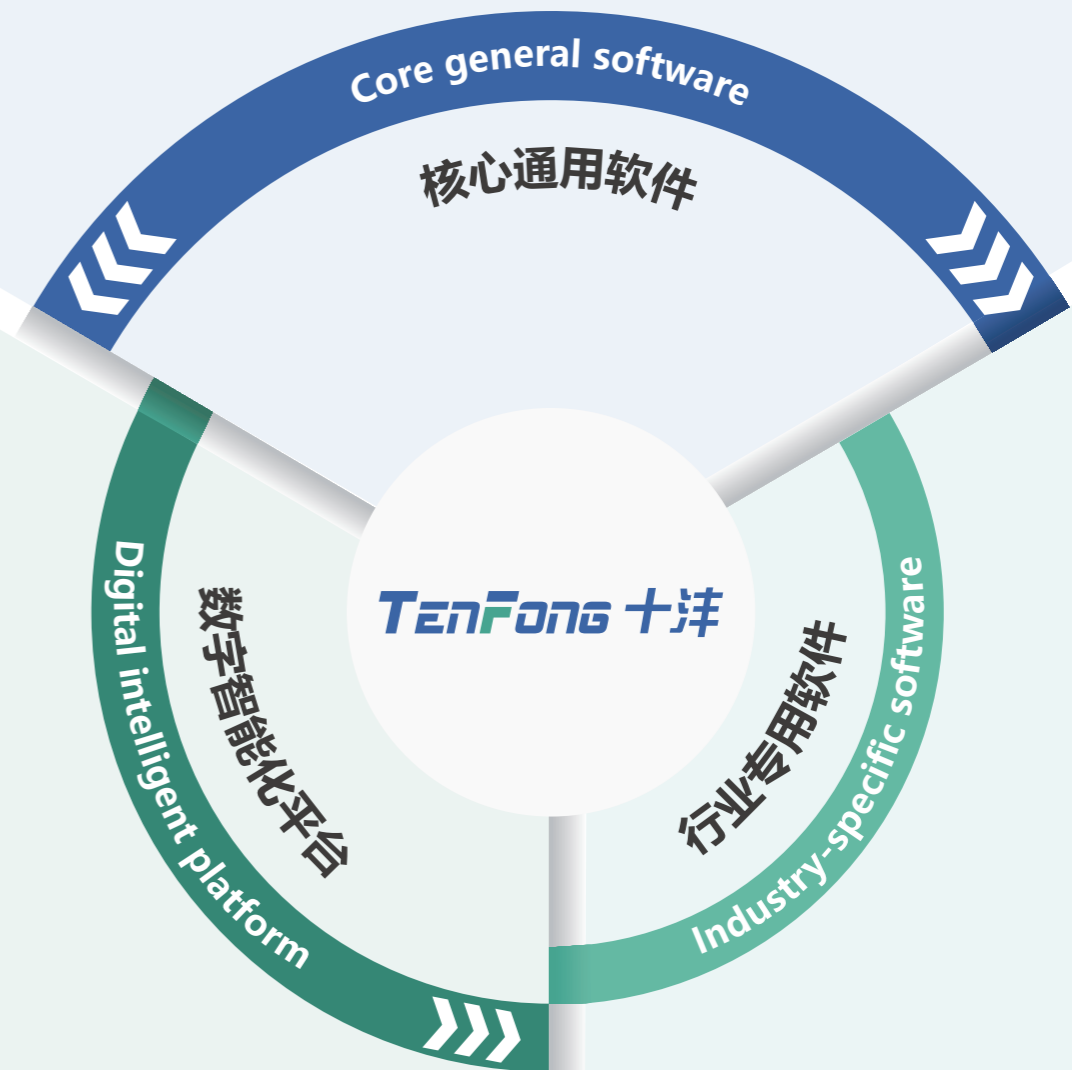 Core general software
核心通用软件
TENFONG 十沣
Digital intelligent platform
数字智能化平台
行业专用软件
Industry-specific software